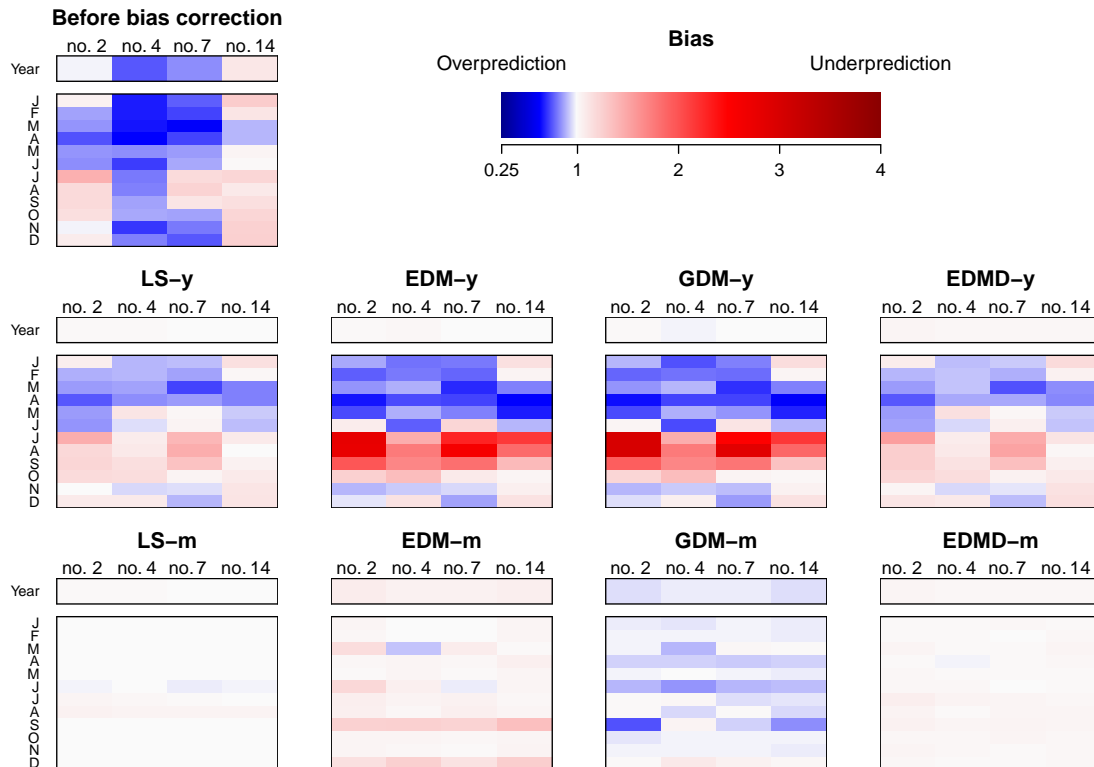 Before bias correction
no. 2 no. 4 no. 7 no. 14
Year
J
F
M
A
M
J
J
A
S
O
N
D
Bias
Overprediction Underprediction
0.25 1 2 3 4
LS−y EDM−y GDM−y EDMD−y
no. 2 no. 4 no. 7 no. 14 no. 2 no. 4 no. 7 no. 14 no. 2 no. 4 no. 7 no. 14 no. 2 no. 4 no. 7 no. 14
Year
J
F
M
A
M
J
J
A
S
O
N
D
LS−m EDM−m GDM−m EDMD−m
no. 2 no. 4 no. 7 no. 14 no. 2 no. 4 no. 7 no. 14 no. 2 no. 4 no. 7 no. 14 no. 2 no. 4 no. 7 no. 14
Year
J
F
M
A
M
J
J
A
S
O
N
D